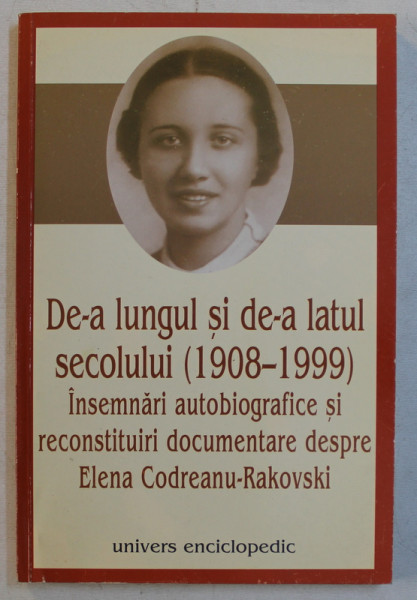 De-a lungul și de-a latul
secolului (1908–1999)
Însemnări autobiografice și
reconstituiri documentare despre
Elena Codreanu-Rakovski
univers enciclopedic